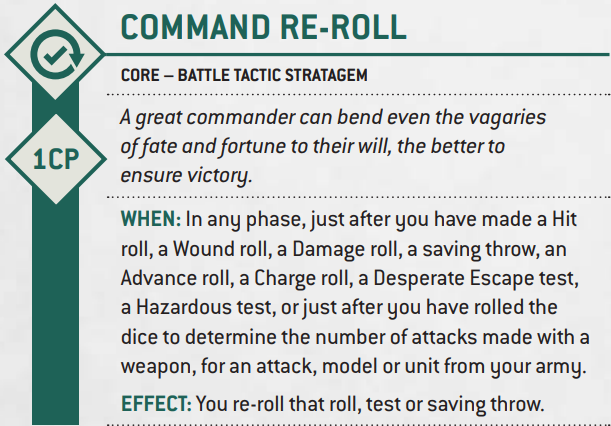 COMMAND RE-ROLL
CORE – BATTLE TACTIC STRATAGEM
A great commander can bend even the vagaries
of fate and fortune to their will, the better to
ensure victory.
1CP
WHEN: In any phase, just after you have made a Hit
roll, a Wound roll, a Damage roll, a saving throw, an
Advance roll, a Charge roll, a Desperate Escape test,
a Hazardous test, or just after you have rolled the
dice to determine the number of attacks made with a
weapon, for an attack, model or unit from your army.
EFFECT: You re-roll that roll, test or saving throw.